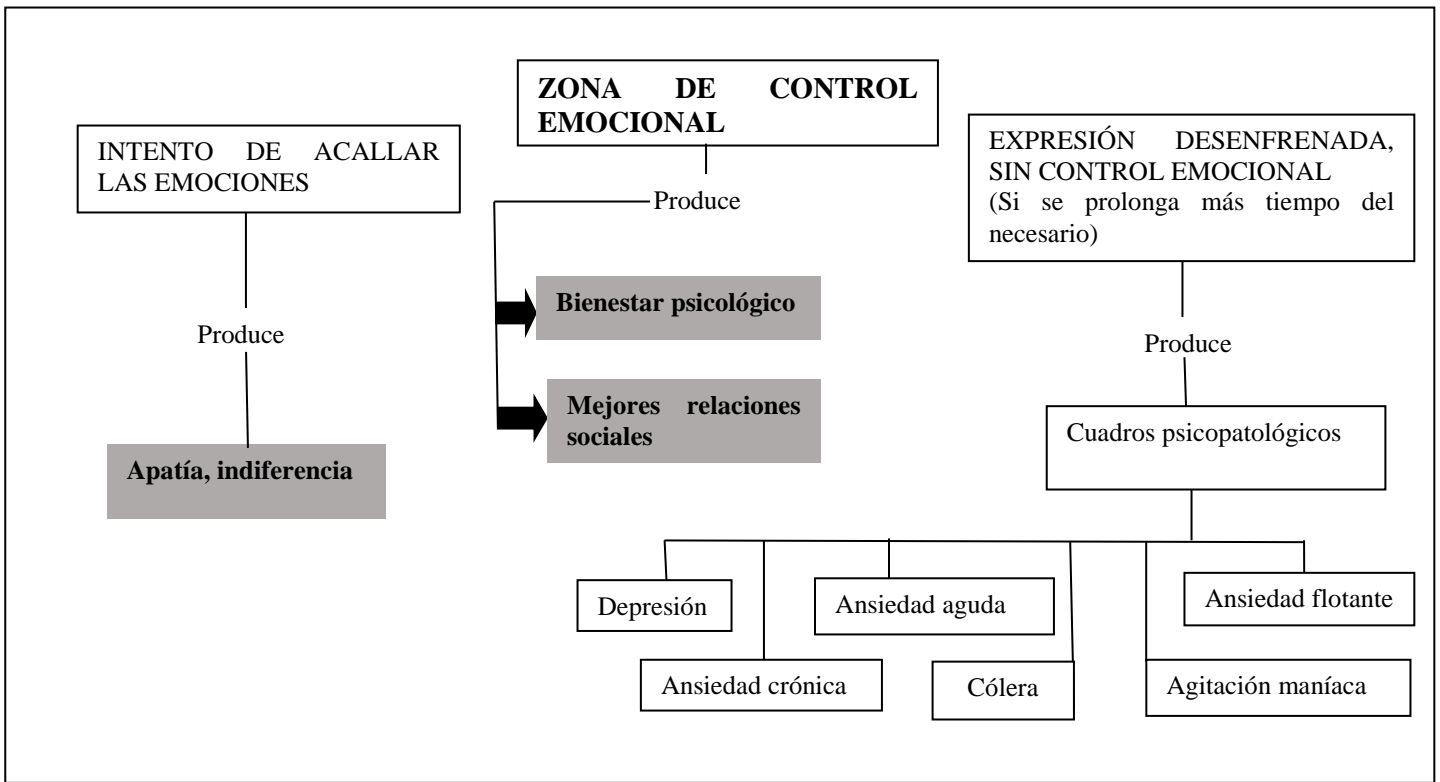 INTENTO DE ACALLAR
LAS EMOCIONES
Produce
Apatía, indiferencia
ZONA DE CONTROL
EMOCIONAL
Produce
Bienestar psicológico
Mejores relaciones
sociales
EXPRESIÓN DESENFRENADA,
SIN CONTROL EMOCIONAL
(Si se prolonga más tiempo del
necesario)
Produce
Cuadros psicopatológicos
Depresión
Ansiedad aguda
Ansiedad flotante
Ansiedad crónica
Cólera
Agitación maníaca